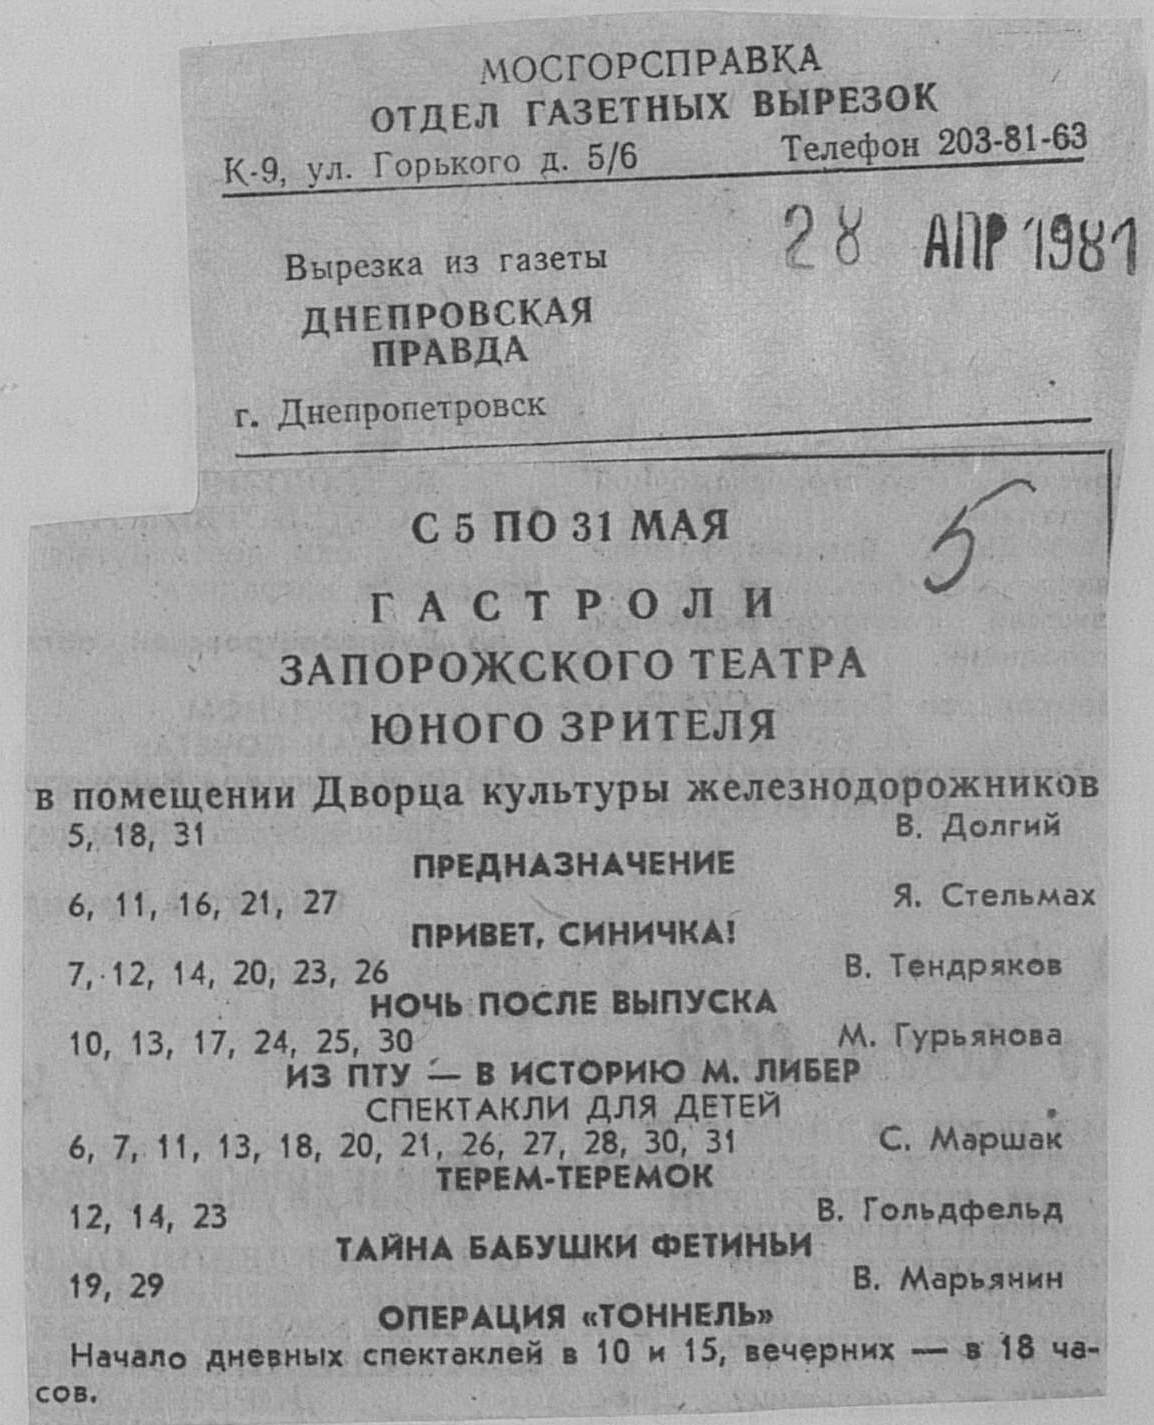 МОСГОРСПРАВКА
ОТДЕЛ ГАЗЕТНЫХ ВЫРЕЗОК
К-9, ул. Горького д. 5/6 Телефон 203-81-63
28 АПР 1981
Вырезка из газеты
ДНЕПРОВСКАЯ
ПРАВДА
г. Днепропетровск
5
С 5 ПО 31 МАЯ
ГАСТРОЛИ
ЗАПОРОЖСКОГО ТЕАТРА
ЮНОГО ЗРИТЕЛЯ
в помещении Дворца культуры железнодорожников
5, 18, 31 В. Долгий
ПРЕДНАЗНАЧЕНИЕ
6, 11, 16, 21, 27 Я. Стельмах
ПРИВЕТ, СИНИЧКА!
7, 12, 14, 20, 23, 26 В. Тендряков
НОЧЬ ПОСЛЕ ВЫПУСКА
10, 13, 17, 24, 25, 30 М. Гурьянова
ИЗ ПТУ — В ИСТОРИЮ М. ЛИБЕР
СПЕКТАКЛИ ДЛЯ ДЕТЕЙ
6, 7, 11, 13, 18, 20, 21, 26, 27, 28, 30, 31 С. Маршак
ТЕРЕМ-ТЕРЕМОК
12, 14, 23 В. Гольдфельд
ТАЙНА БАБУШКИ ФЕТИНЬИ
19, 29 В. Марьянин
ОПЕРАЦИЯ «ТОННЕЛЬ»
Начало дневных спектаклей в 10 и 15, вечерних — в 18 ча-
сов.